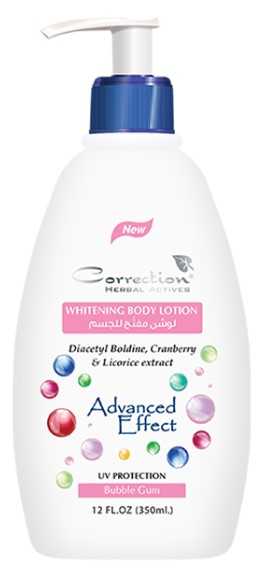 New
Correction
HERBAL ACTIVES
WHITENING BODY LOTION
لوشن مفتح للجسم
Diacetyl Boldine, Cranberry
& Licorice extract
Advanced
Effect
UV PROTECTION
Bubble Gum
12 FL.OZ (350ml.)